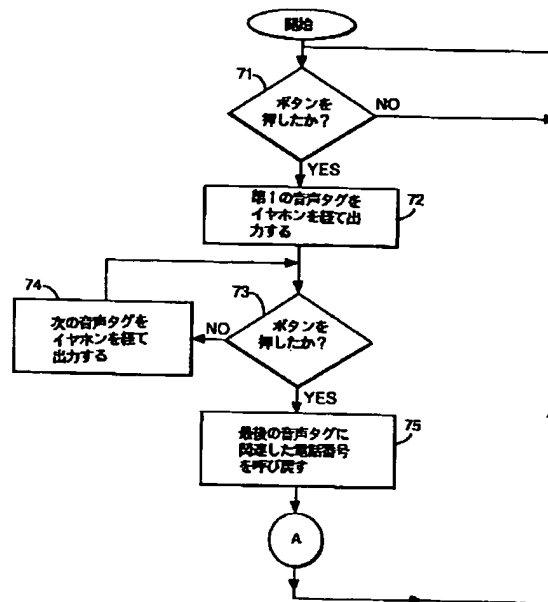 開始
71
ボタンを
押したか?
NO
YES
第1の音声タグを
イヤホンを経て出
力する
72
74
73
次の音声タグを
イヤホンを経て
出力する
NO
ボタンを
押したか?
YES
75
最後の音声タグに
関連した電話番号
を呼び戻す
A